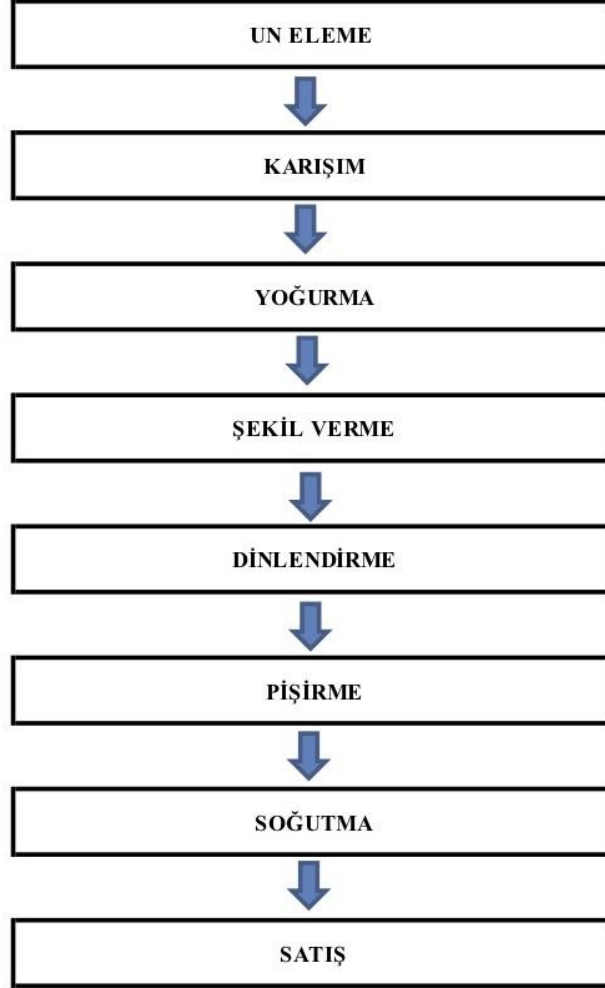 UN ELEME
KARIŞIM
YOĞURMA
ŞEKİL VERME
DİNLENDİRME
PİŞİRME
SOĞUTMA
SATIŞ